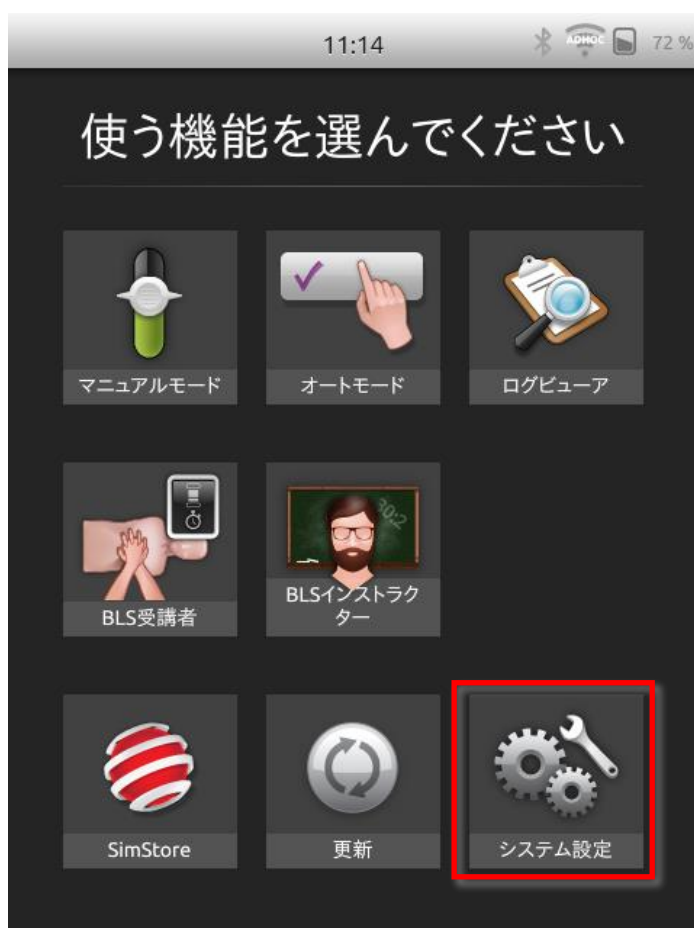 11:14
ADHOC
72 %
使う機能を選んでください
マニュアルモード
オートモード
ログビューア
30:2
BLS受講者
BLSインストラク
ター
SimStore
更新
システム設定